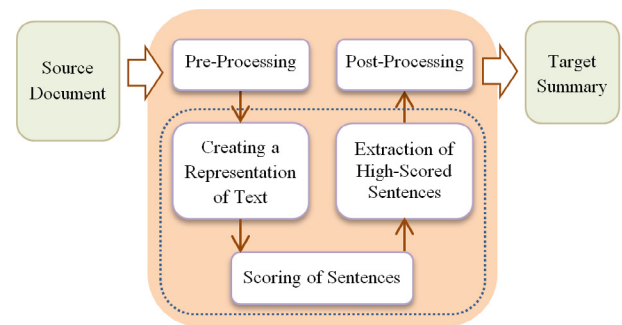 Source
Document
Pre-Processing
Creating a
Representation
of Text
Scoring of Sentences
Extraction of
High-Scored
Sentences
Post-Processing
Target
Summary